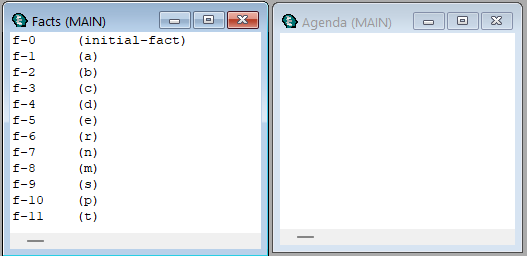 Facts (MAIN)
f-0 (initial-fact)
f-1 (a)
f-2 (b)
f-3 (c)
f-4 (d)
f-5 (e)
f-6 (r)
f-7 (n)
f-8 (m)
f-9 (s)
f-10 (p)
f-11 (t)
Agenda (MAIN)